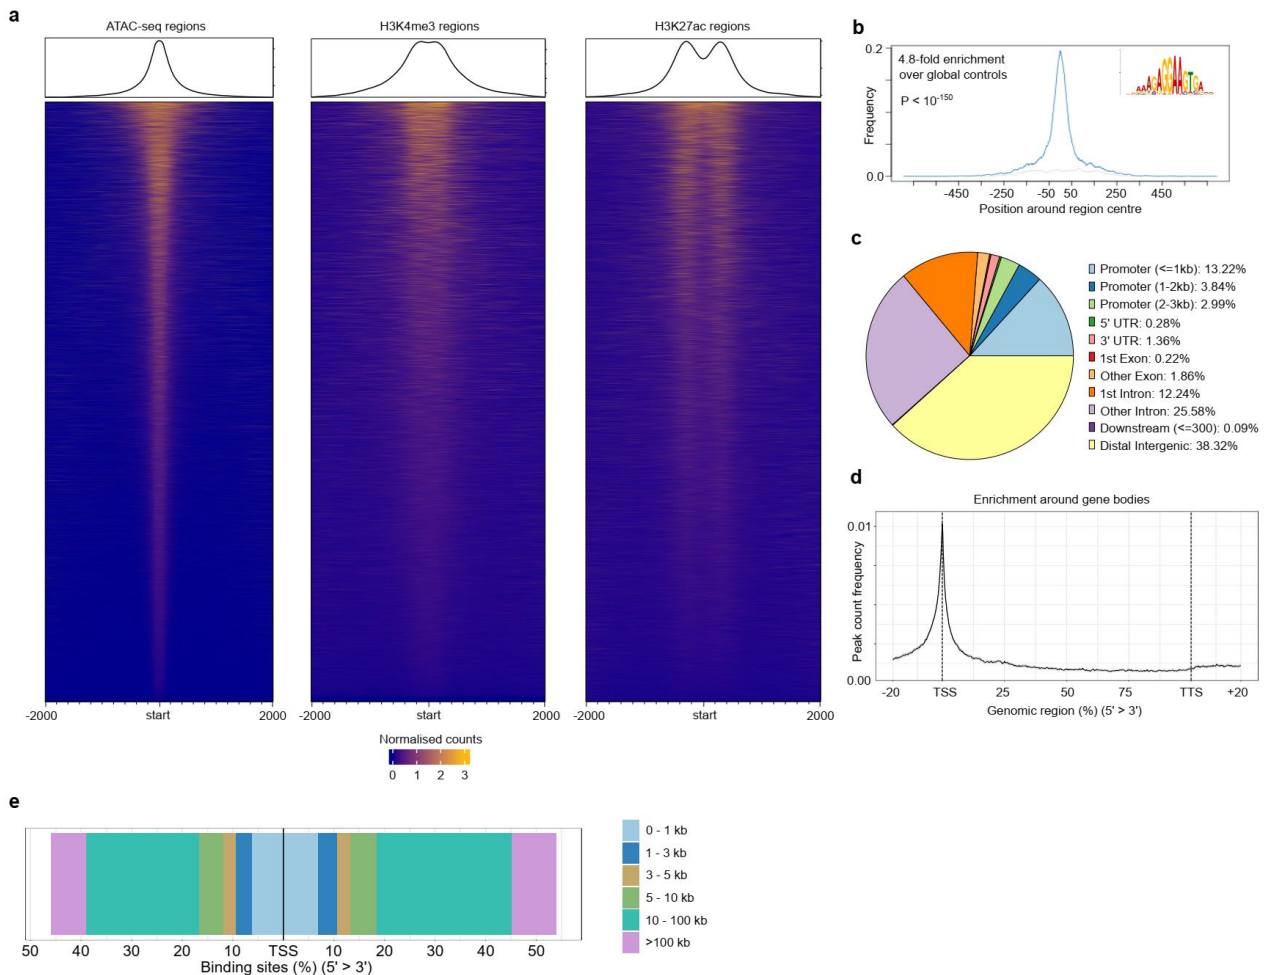 a
ATAC-seq regions
H3K4me3 regions
H3K27ac regions
-2000
start
2000
-2000
start
2000
-2000
start
2000
Normalised counts
0 1 2 3
b
0.2
0.0
Frequency
4.8-fold enrichment
over global controls
P < 10^-150
-450 -250 -50 50 250 450
Position around region centre
c
Promoter (<=1kb): 13.22%
Promoter (1-2kb): 3.84%
Promoter (2-3kb): 2.99%
5' UTR: 0.28%
3' UTR: 1.36%
1st Exon: 0.22%
Other Exon: 1.86%
1st Intron: 12.24%
Other Intron: 25.58%
Downstream (<=300): 0.09%
Distal Intergenic: 38.32%
d
Enrichment around gene bodies
0.01
0.00
Peak count frequency
-20 TSS 25 50 75 TTS +20
Genomic region (%) (5' > 3')
e
50 40 30 20 10 TSS 10 20 30 40 50
Binding sites (%) (5' > 3')
0 - 1 kb
1 - 3 kb
3 - 5 kb
5 - 10 kb
10 - 100 kb
>100 kb